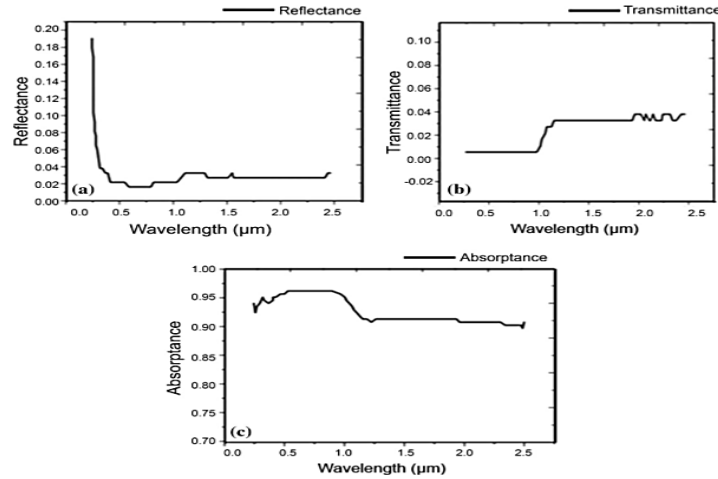 Reflectance
0.20
0.18
0.16
0.14
0.12
0.10
0.08
0.06
0.04
0.02
0.00
Reflectance
(a)
0.0 0.5 1.0 1.5 2.0 2.5
Wavelength (μm)
Transmittance
0.10
0.08
0.06
0.04
0.02
0.00
-0.02
Transmittance
(b)
0.0 0.5 1.0 1.5 2.0 2.5
Wavelength (μm)
Absorptance
1.00
0.95
0.90
0.85
0.80
0.75
0.70
Absorptance
(c)
0.0 0.5 1.0 1.5 2.0 2.5
Wavelength (μm)